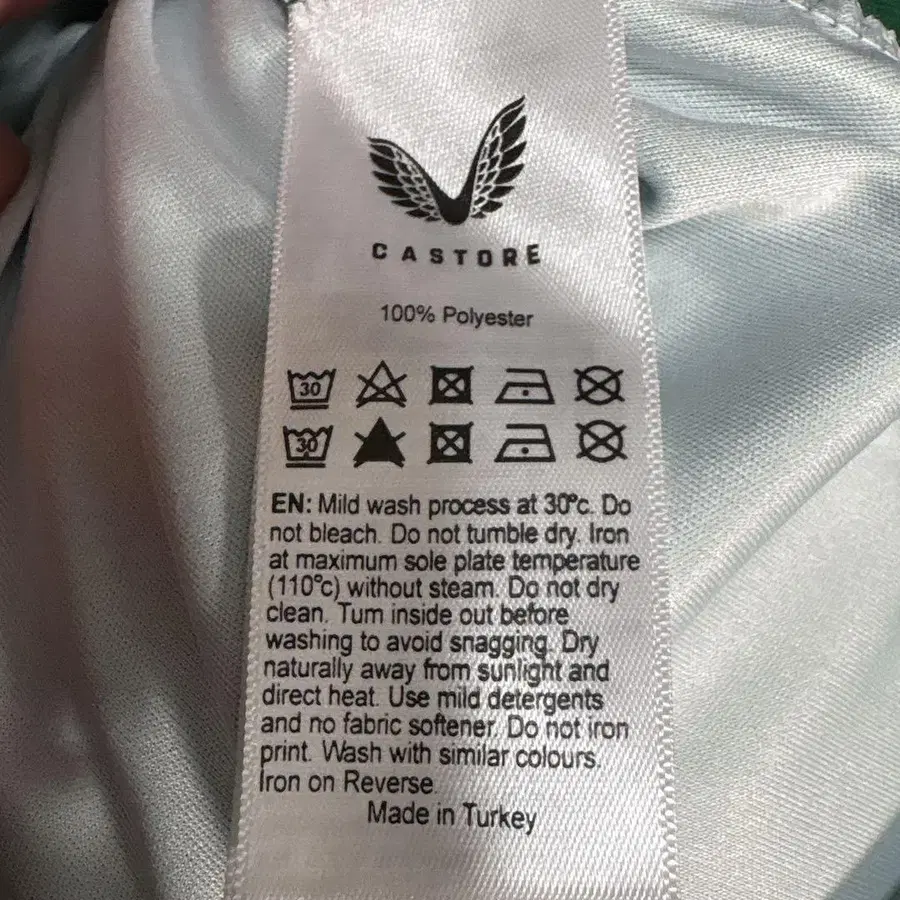 CASTORE
100% Polyester
30
30
EN: Mild wash process at 30°c. Do
not bleach. Do not tumble dry. Iron
at maximum sole plate temperature
(110°c) without steam. Do not dry
clean. Turn inside out before
washing to avoid snagging. Dry
naturally away from sunlight and
direct heat. Use mild detergents
and no fabric softener. Do not iron
print. Wash with similar colours.
Iron on Reverse.
Made in Turkey